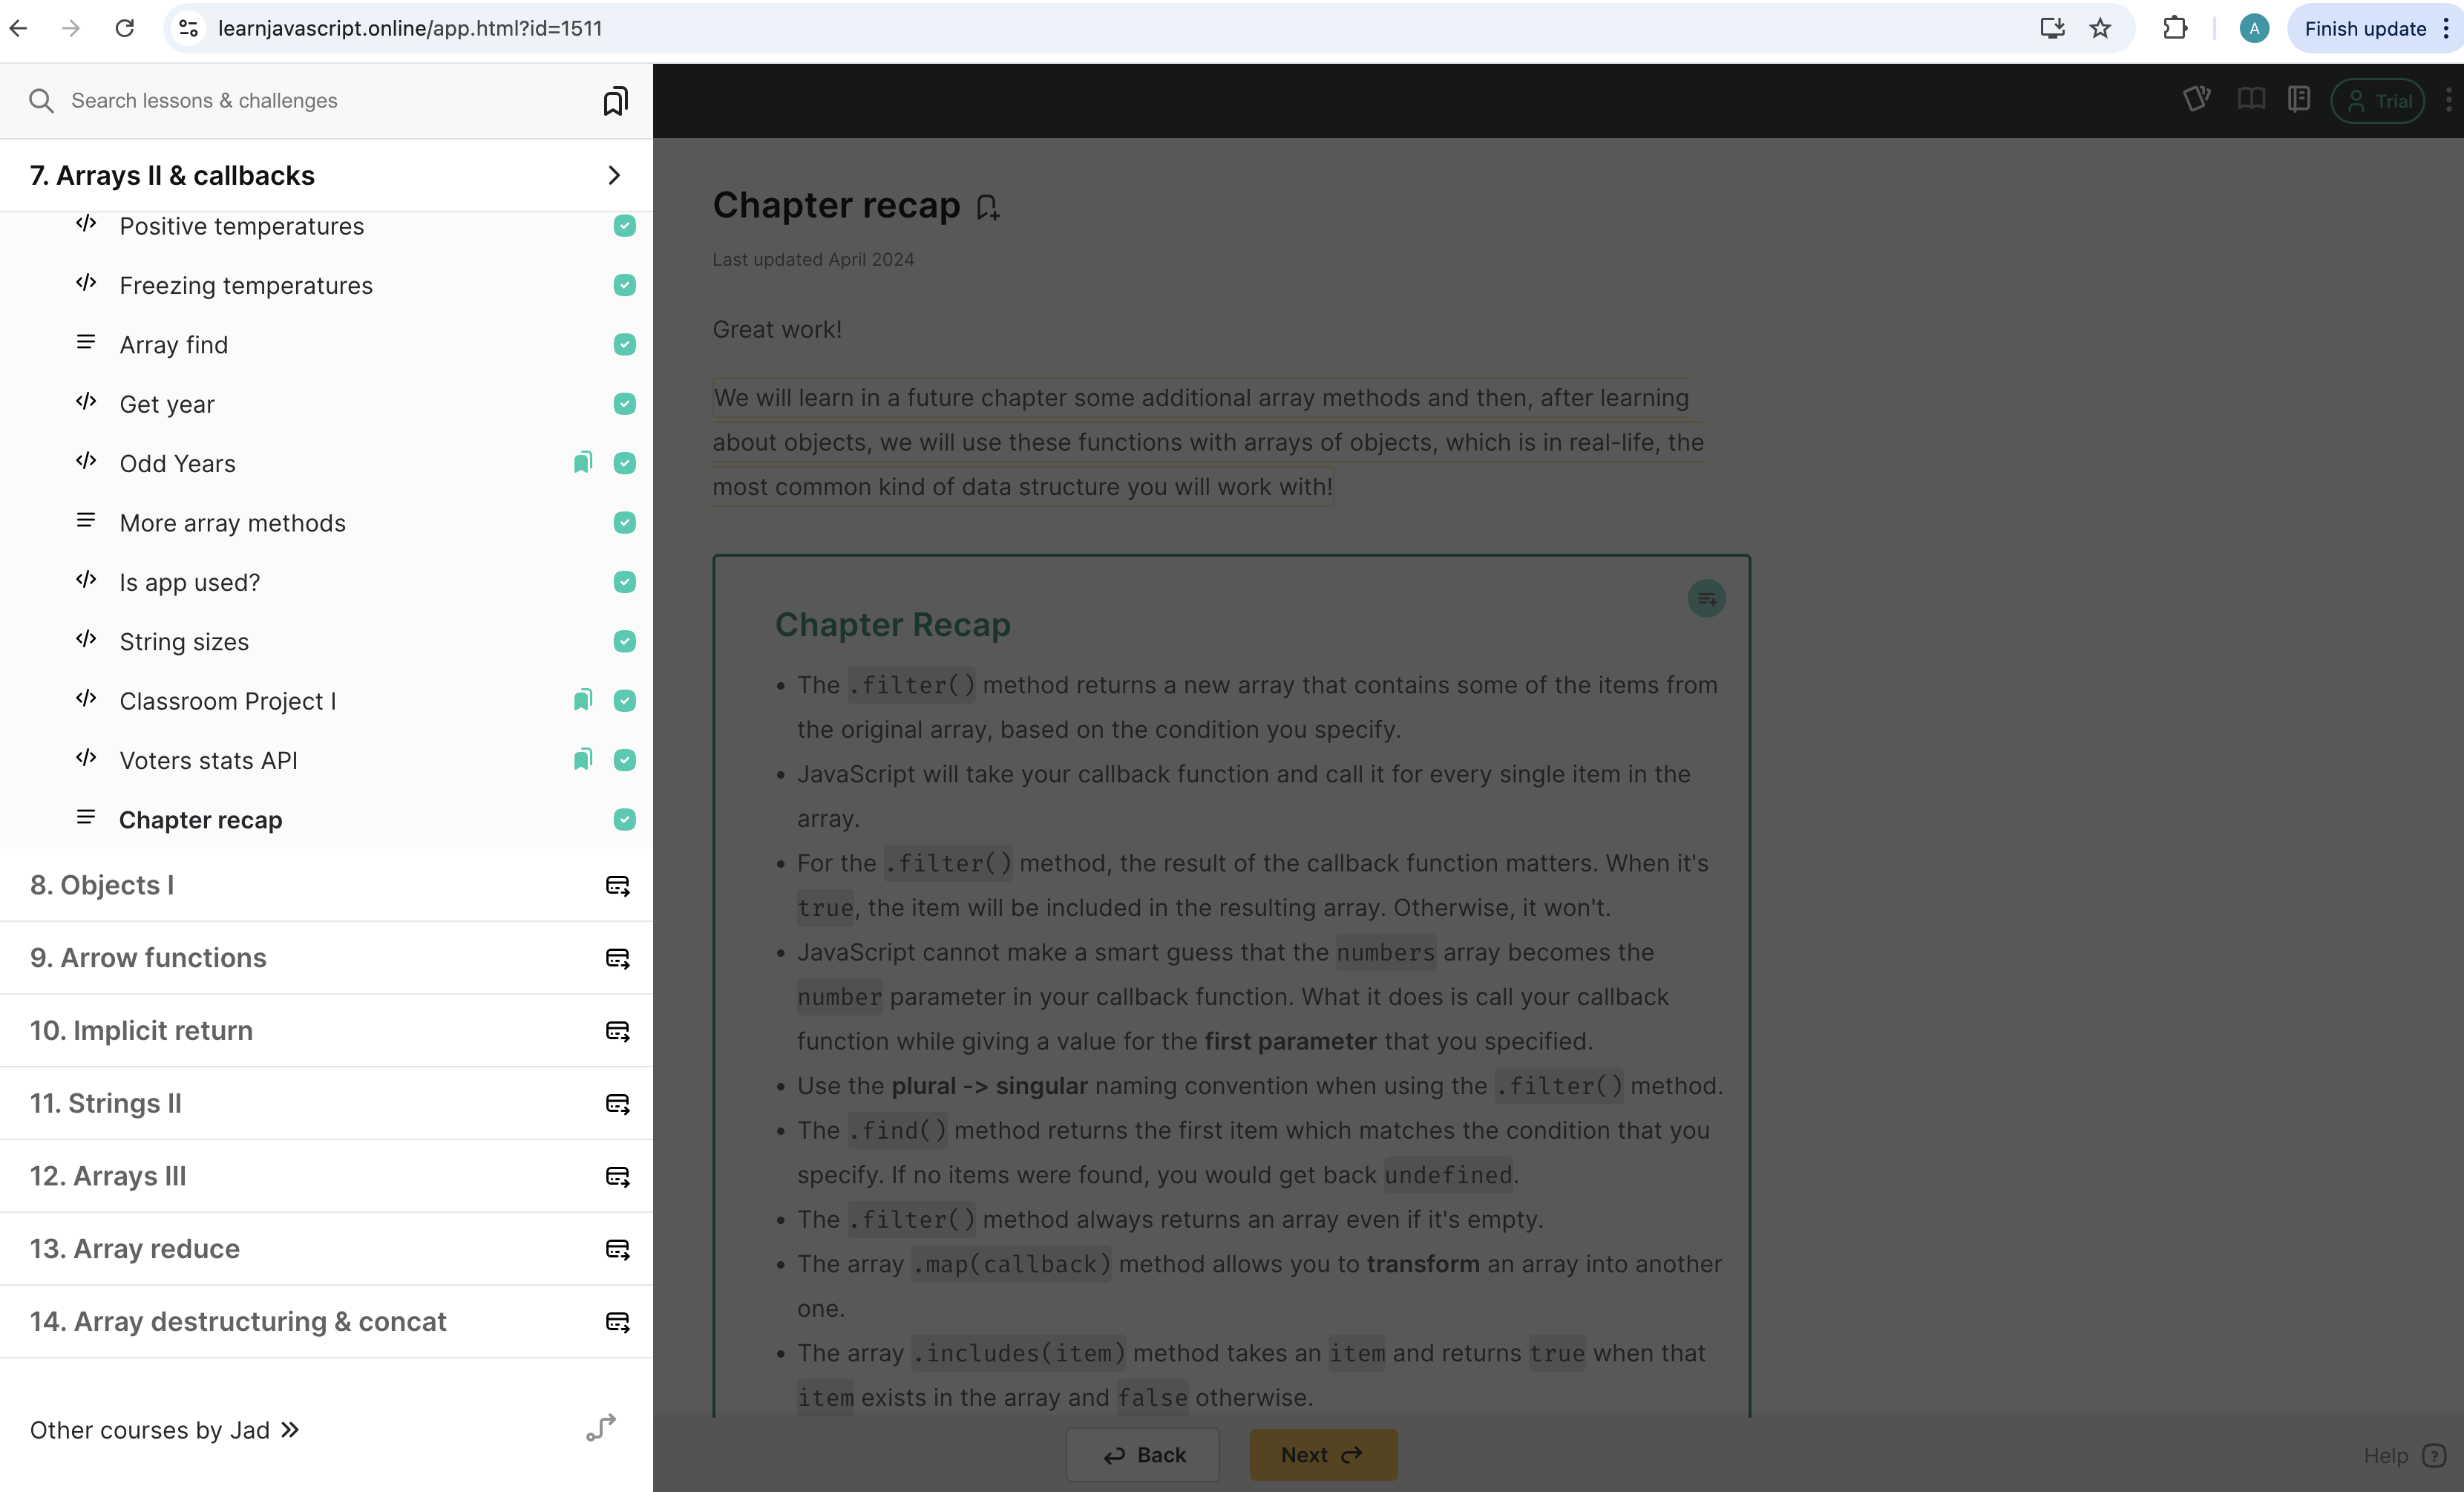 learnjavascript.online/app.html?id=1511
A
Finish update
Search lessons & challenges
Trial
7. Arrays II & callbacks
</> Positive temperatures
</> Freezing temperatures
Array find
</> Get year
</> Odd Years
More array methods
</> Is app used?
</> String sizes
</> Classroom Project I
</> Voters stats API
Chapter recap
8. Objects I
9. Arrow functions
10. Implicit return
11. Strings II
12. Arrays III
13. Array reduce
14. Array destructuring & concat
Other courses by Jad »
Chapter recap
Last updated April 2024
Great work!
We will learn in a future chapter some additional array methods and then, after learning
about objects, we will use these functions with arrays of objects, which is in real-life, the
most common kind of data structure you will work with!
Chapter Recap
• The .filter() method returns a new array that contains some of the items from
the original array, based on the condition you specify.
• JavaScript will take your callback function and call it for every single item in the
array.
• For the .filter() method, the result of the callback function matters. When it's
true, the item will be included in the resulting array. Otherwise, it won't.
• JavaScript cannot make a smart guess that the numbers array becomes the
number parameter in your callback function. What it does is call your callback
function while giving a value for the first parameter that you specified.
• Use the plural -> singular naming convention when using the .filter() method.
• The .find() method returns the first item which matches the condition that you
specify. If no items were found, you would get back undefined.
• The .filter() method always returns an array even if it's empty.
• The array .map(callback) method allows you to transform an array into another
one.
• The array .includes(item) method takes an item and returns true when that
item exists in the array and false otherwise.
Back
Next
Help ?